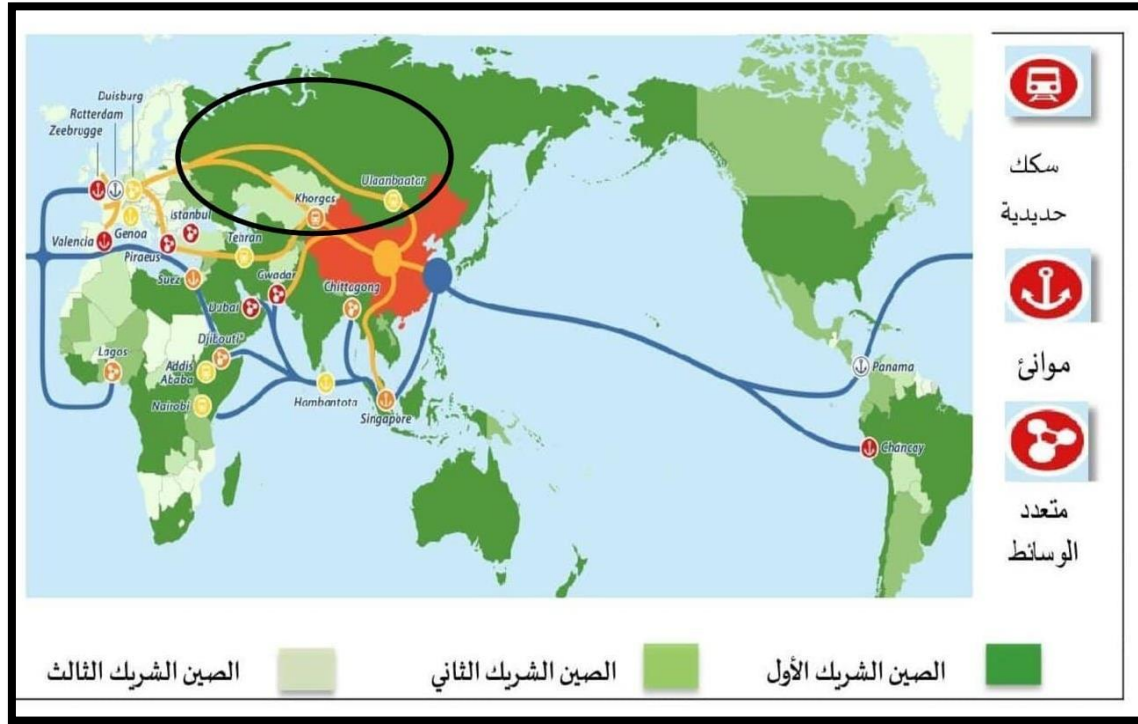 Duisburg
Rotterdam
Zeebrugge
Ulaanbaatar
Khorgos
istanbul
Valencia
Genoa
Piraeus
Tehran
Suez
Gwadar
Dubai
Chittagong
Djibouti*
Lagos
Addis
Ababa
Nairobi
Hambantota
Singapore
Panama
Chancay
سكك
حديدية
موانئ
متعدد
الوسائط
الصين الشريك الأول
الصين الشريك الثاني
الصين الشريك الثالث